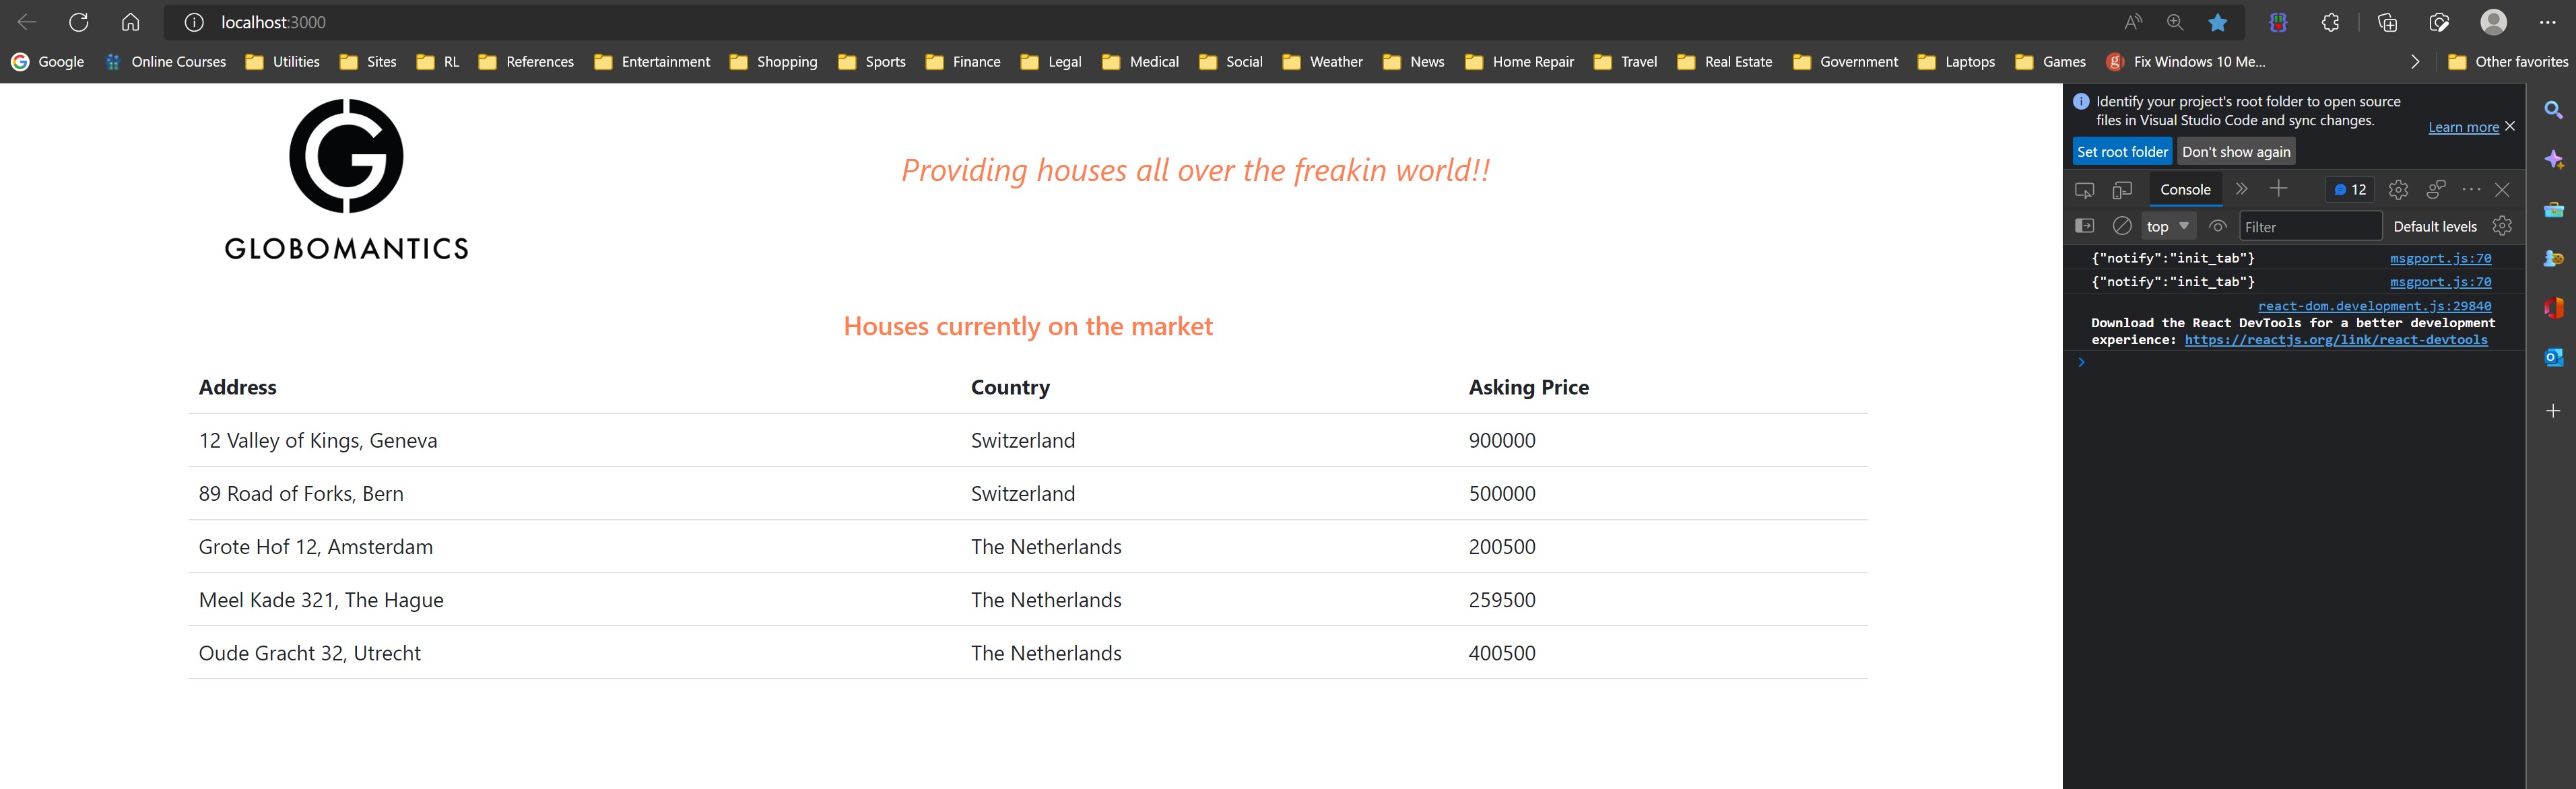 localhost:3000
Google Online Courses Utilities Sites RL References Entertainment Shopping Sports Finance Legal Medical Social Weather News Home Repair Travel Real Estate Government Laptops Games Fix Windows 10 Me... Other favorites
GLOBOMANTICS
Providing houses all over the freakin world!!
Houses currently on the market
Address Country Asking Price
12 Valley of Kings, Geneva Switzerland 900000
89 Road of Forks, Bern Switzerland 500000
Grote Hof 12, Amsterdam The Netherlands 200500
Meel Kade 321, The Hague The Netherlands 259500
Oude Gracht 32, Utrecht The Netherlands 400500
Identify your project's root folder to open source
files in Visual Studio Code and sync changes.
Learn more
Set root folder Don't show again
Console 12
top Filter Default levels
{"notify":"init_tab"} msgport.js:70
{"notify":"init_tab"} msgport.js:70
react-dom.development.js:29840
Download the React DevTools for a better development
experience: https://reactjs.org/link/react-devtools